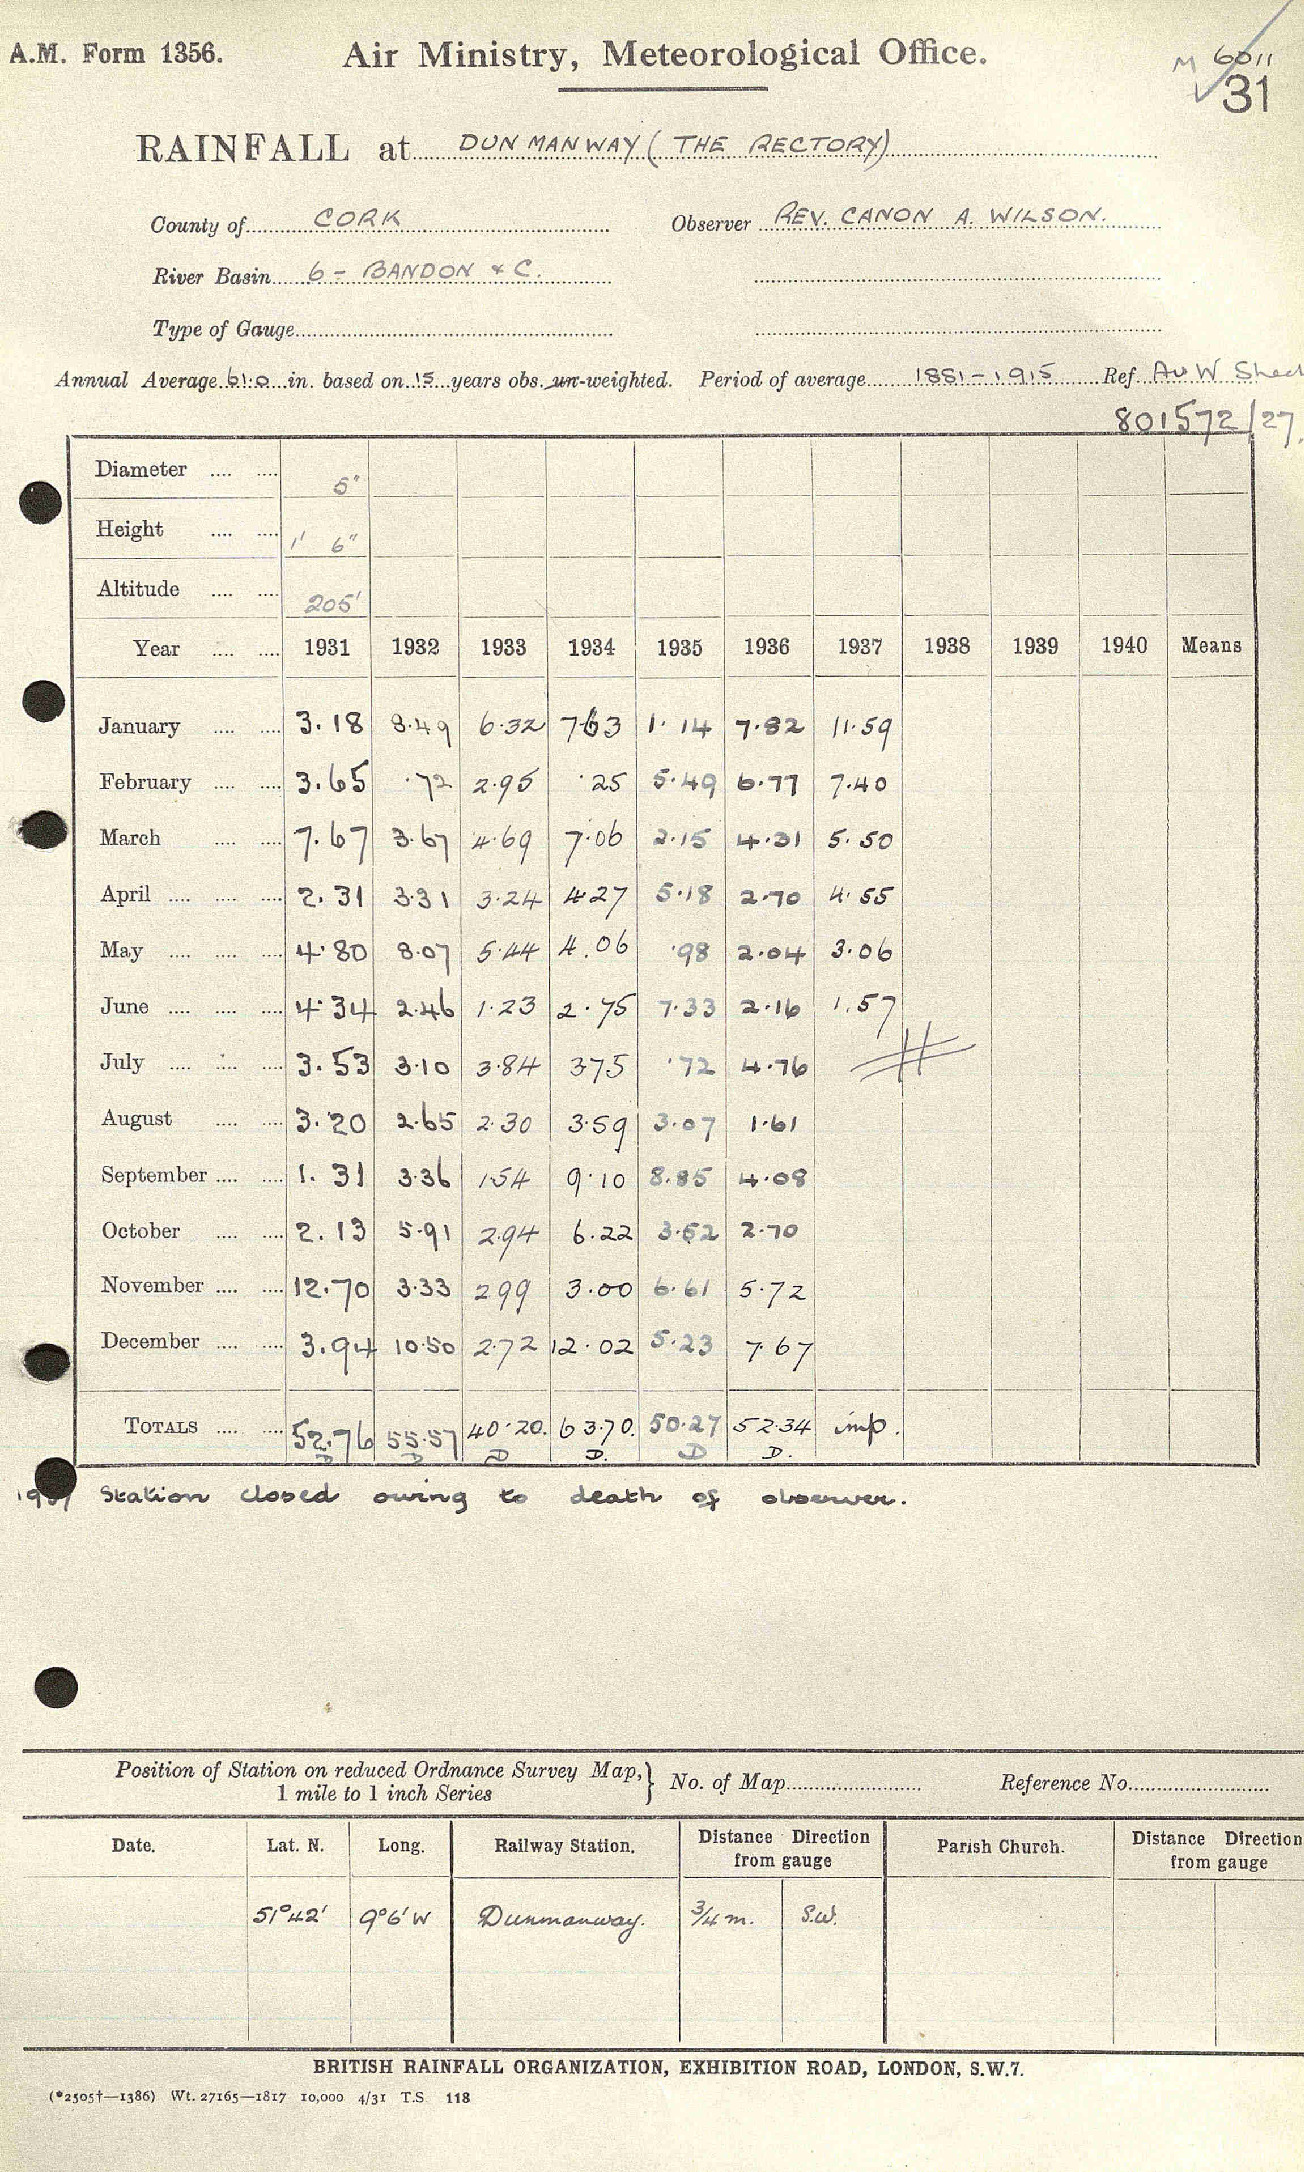 A.M. Form 1356. Air Ministry, Meteorological Office. M 6011
31
RAINFALL at DUNMANWAY (THE RECTORY)
County of CORK Observer REV. CANON A. WILSON.
River Basin 6 - BANDON & C.
Type of Gauge
Annual Average 61.0 in. based on 15 years obs. un-weighted. Period of average 1881-1915 Ref. Av W Sheet
801572/27.
Diameter 5"
Height 1' 6"
Altitude 205'
Year 1931 1932 1933 1934 1935 1936 1937 1938 1939 1940 Means
January 3.18 8.49 6.32 7.63 1.14 7.82 11.59
February 3.65 .72 2.95 .25 5.49 6.77 7.40
March 7.67 3.67 4.69 7.06 2.15 4.31 5.50
April 2.31 3.31 3.24 4.27 5.18 2.70 4.55
May 4.80 8.07 5.44 4.06 .98 2.04 3.06
June 4.34 2.46 1.23 2.75 7.33 2.16 1.57
July 3.53 3.10 3.84 3.75 .72 4.76
August 3.20 2.65 2.30 3.59 3.07 1.61
September 1.31 3.36 1.54 9.10 8.85 4.08
October 2.13 5.91 2.94 6.22 3.52 2.70
November 12.70 3.33 2.99 3.00 6.61 5.72
December 3.94 10.50 2.72 12.02 5.23 7.67
TOTALS 52.76 55.57 40.20. 63.70. 50.27 52.34 imp.
D D D D. D D.
Station closed owing to death of observer.
Position of Station on reduced Ordnance Survey Map, } No. of Map Reference No.
1 mile to 1 inch Series
Date. Lat. N. Long. Railway Station. Distance Direction Parish Church. Distance Direction
from gauge from gauge
51°42' 9°6'W Dunmanway. 3/4 m. S.W.
BRITISH RAINFALL ORGANIZATION, EXHIBITION ROAD, LONDON, S.W.7.
(*2505†—1386) Wt. 27165—1817 10,000 4/31 T.S. 118